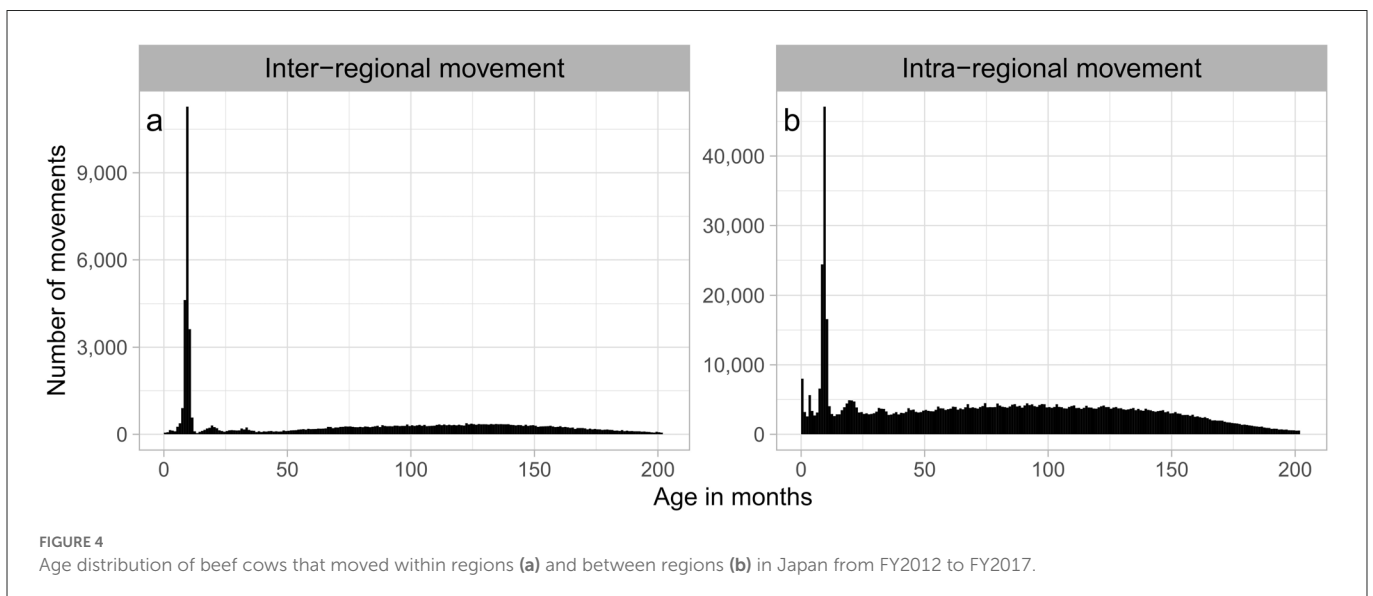 Inter−regional movement
Intra−regional movement
a
b
Number of movements
9,000
6,000
3,000
0
40,000
30,000
20,000
10,000
0
0 50 100 150 200
0 50 100 150 200
Age in months
FIGURE 4
Age distribution of beef cows that moved within regions (a) and between regions (b) in Japan from FY2012 to FY2017.